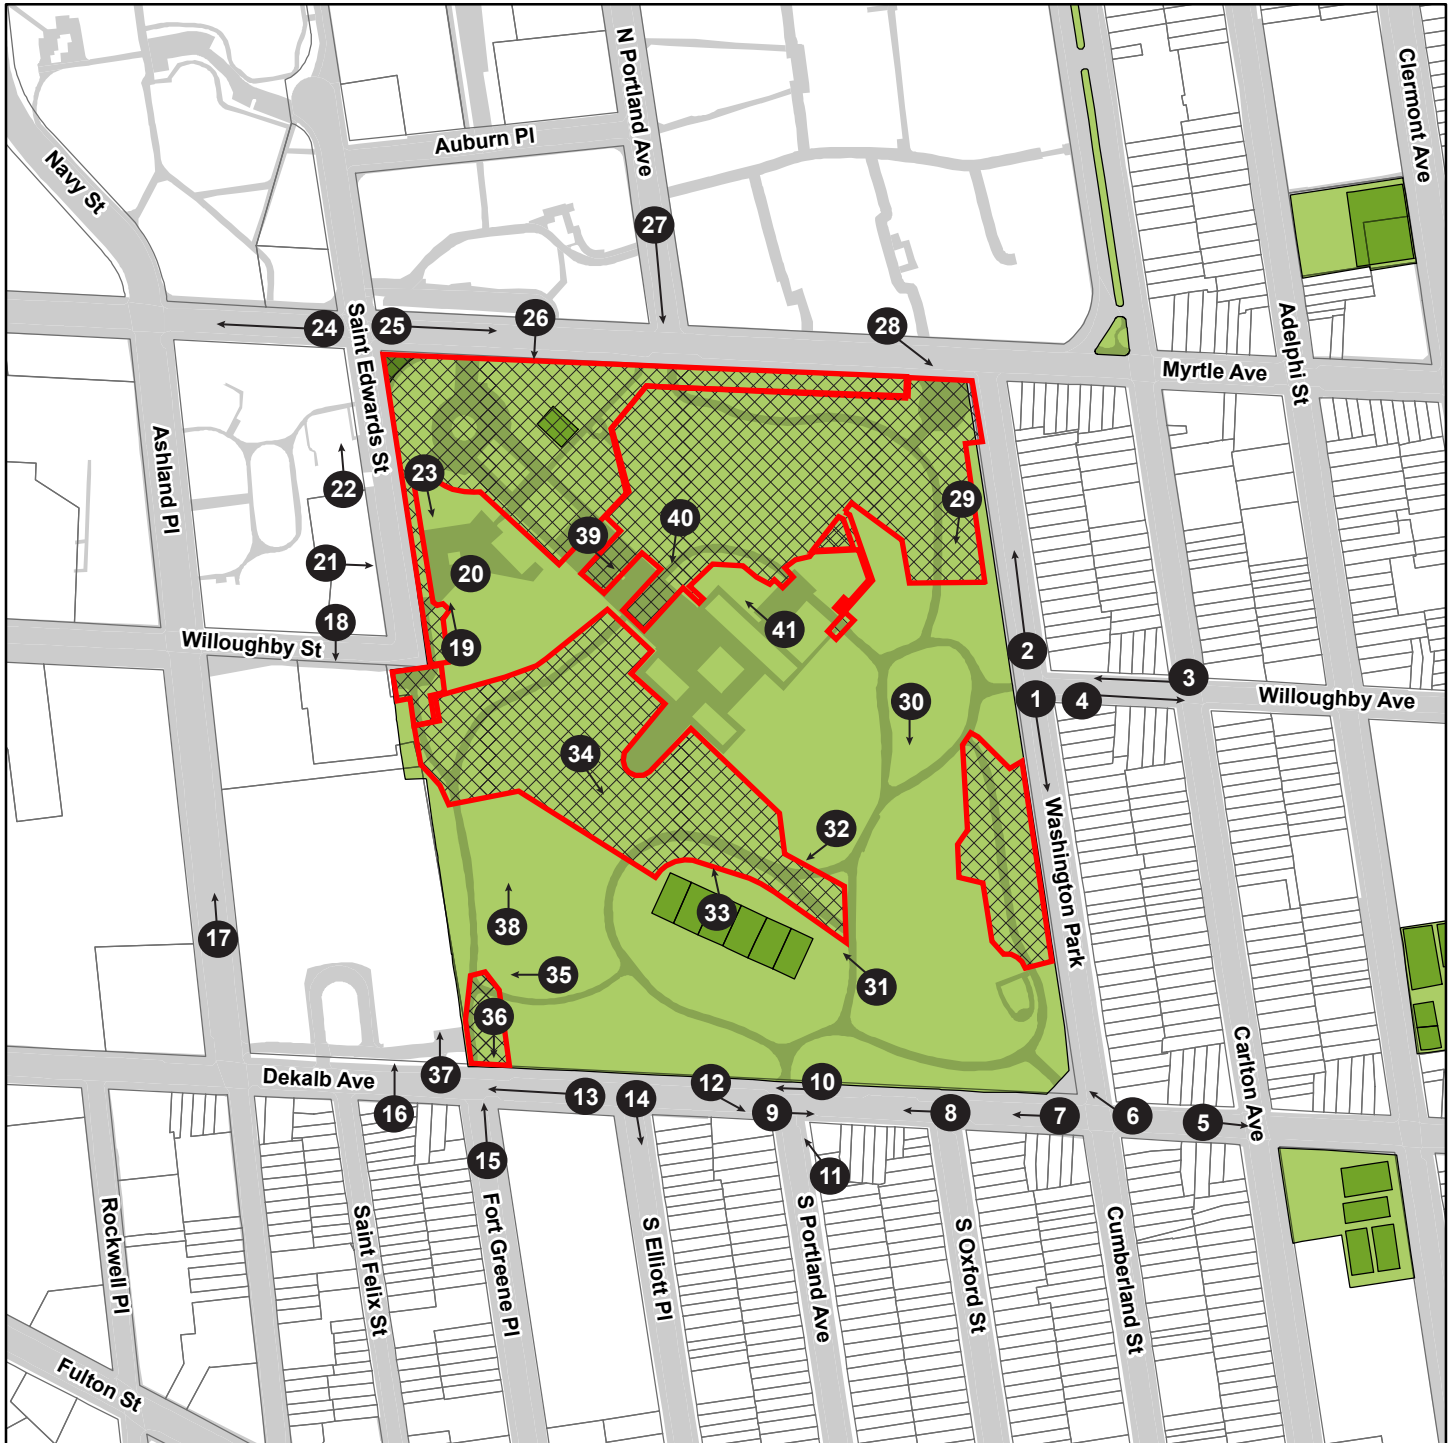 N Portland Ave
Clermont Ave
Auburn Pl
Navy St
27
Saint Edwards St
24
25
26
28
Adelphi St
Myrtle Ave
Ashland Pl
23
22
29
39
40
21
20
18
41
Willoughby St
19
2
3
1
4
30
Willoughby Ave
34
32
Washington Park
33
38
17
35
31
36
Carlton Ave
Dekalb Ave
37
12
10
13
14
16
9
8
7
6
5
15
11
Rockwell Pl
Saint Felix St
Fort Greene Pl
S Elliott Pl
S Portland Ave
S Oxford St
Cumberland St
Fulton St